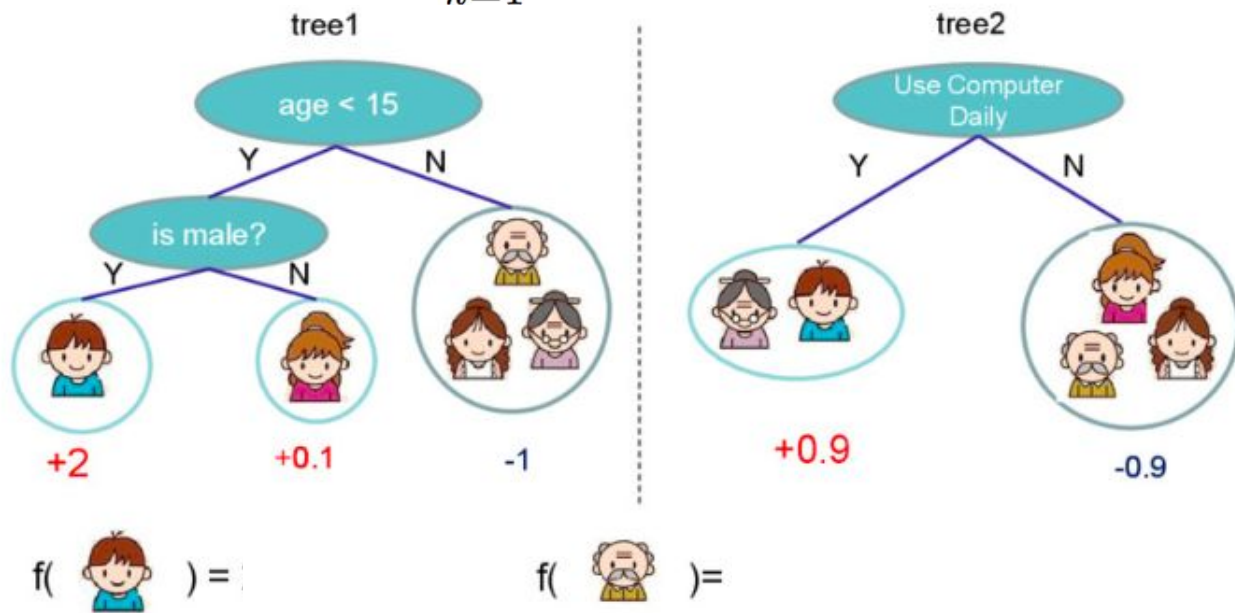 tree1
age < 15
Y
N
is male?
Y
N
+2
+0.1
-1
tree2
Use Computer
Daily
Y
N
+0.9
-0.9
f( ) =
f( )=